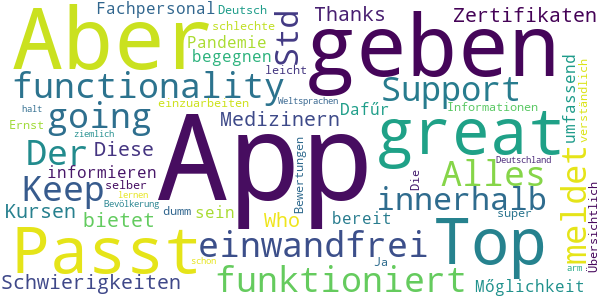 Fachpersonal Deutsch Thanks Zertifikaten
Aber schlechte Std geben
Pandemie
begegnen
leicht
functionality Support
halt einzuarbeiten Weltsprachen Dafűr Informationen umfassend verständlich
Ernst going Medizinern great
ziemlich
Der Diese App Alles Deutschland
informieren Die meldet Übersichtlich
Keep selber innerhalb
lernen
Bevölkerung Bewertungen super
Kursen bietet dumm sein Who bereit Mőglichkeit
Passt einwandfrei Top
Ja
schon arm
Schwierigkeiten funktioniert